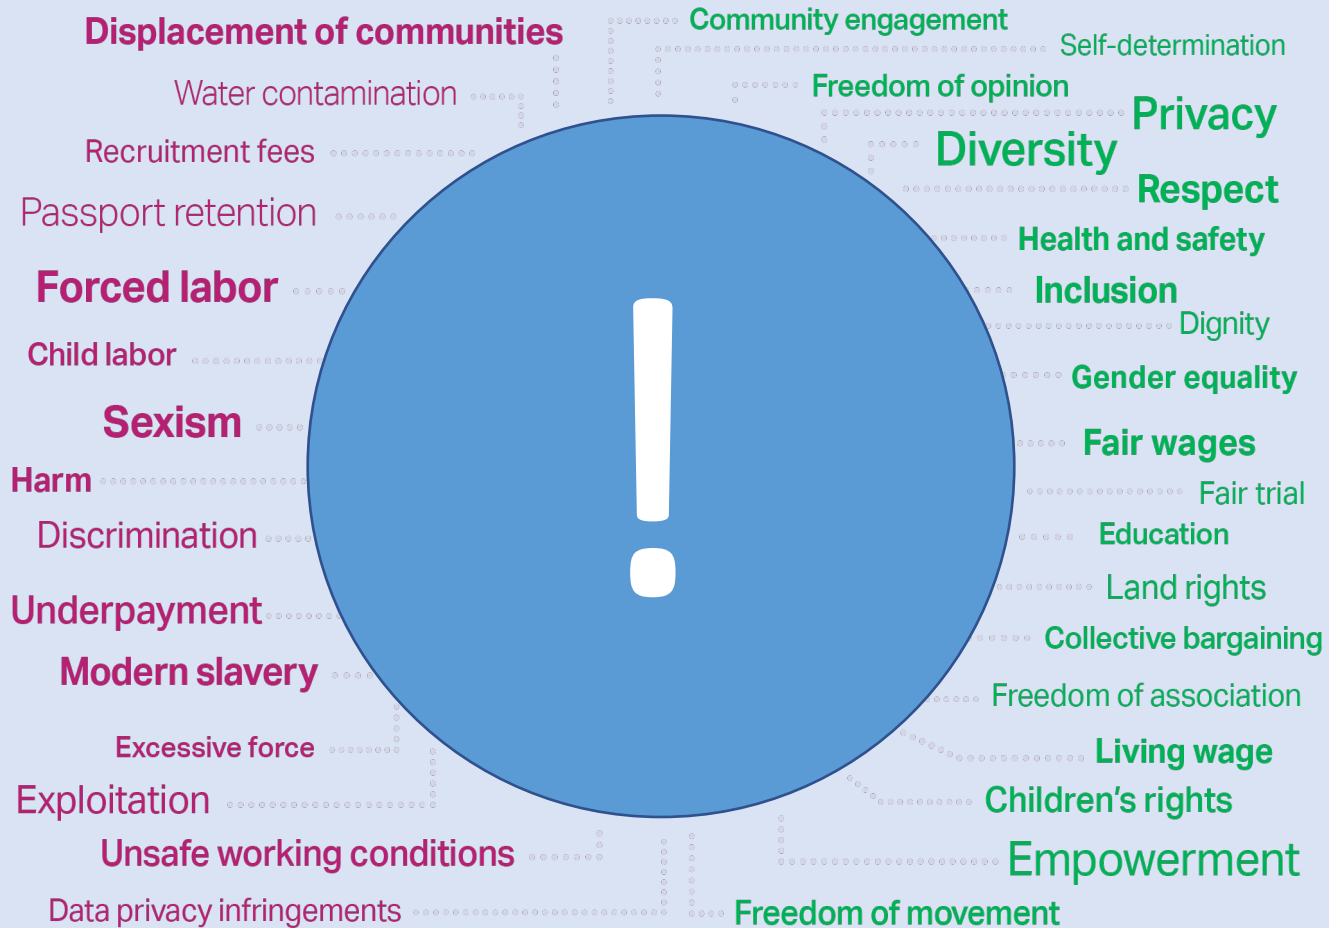 Displacement of communities
Water contamination
Recruitment fees
Passport retention
Forced labor
Child labor
Sexism
Harm
Discrimination
Underpayment
Modern slavery
Excessive force
Exploitation
Unsafe working conditions
Data privacy infringements
!
Community engagement
Self-determination
Freedom of opinion
Privacy
Diversity
Respect
Health and safety
Inclusion
Dignity
Gender equality
Fair wages
Fair trial
Education
Land rights
Collective bargaining
Freedom of association
Living wage
Children’s rights
Empowerment
Freedom of movement